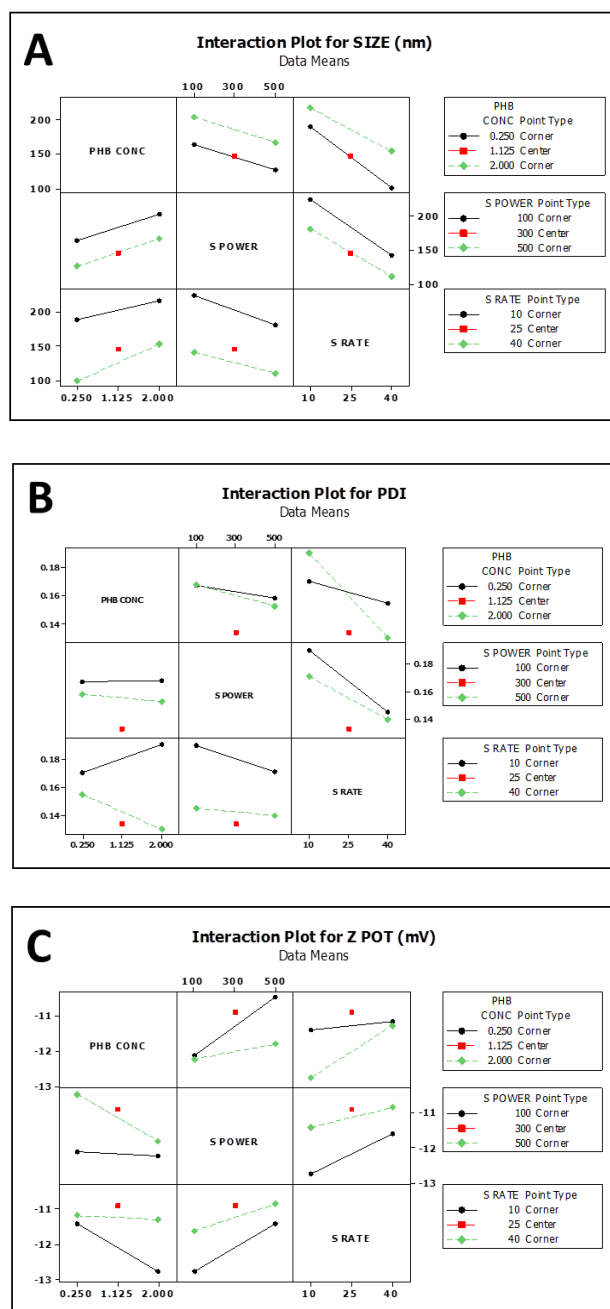 A
Interaction Plot for SIZE (nm)
Data Means
100 300 500
200
150
100
PHB CONC
PHB
CONC Point Type
0.250 Corner
1.125 Center
2.000 Corner
S POWER
200
150
100
S POWER Point Type
100 Corner
300 Center
500 Corner
200
150
100
S RATE
S RATE Point Type
10 Corner
25 Center
40 Corner
0.250 1.125 2.000
10 25 40
B
Interaction Plot for PDI
Data Means
100 300 500
0.18
0.16
0.14
PHB CONC
PHB
CONC Point Type
0.250 Corner
1.125 Center
2.000 Corner
S POWER
0.18
0.16
0.14
S POWER Point Type
100 Corner
300 Center
500 Corner
0.18
0.16
0.14
S RATE
S RATE Point Type
10 Corner
25 Center
40 Corner
0.250 1.125 2.000
10 25 40
C
Interaction Plot for Z POT (mV)
Data Means
100 300 500
-11
-12
-13
PHB CONC
PHB
CONC Point Type
0.250 Corner
1.125 Center
2.000 Corner
S POWER
-11
-12
-13
S POWER Point Type
100 Corner
300 Center
500 Corner
-11
-12
-13
S RATE
S RATE Point Type
10 Corner
25 Center
40 Corner
0.250 1.125 2.000
10 25 40